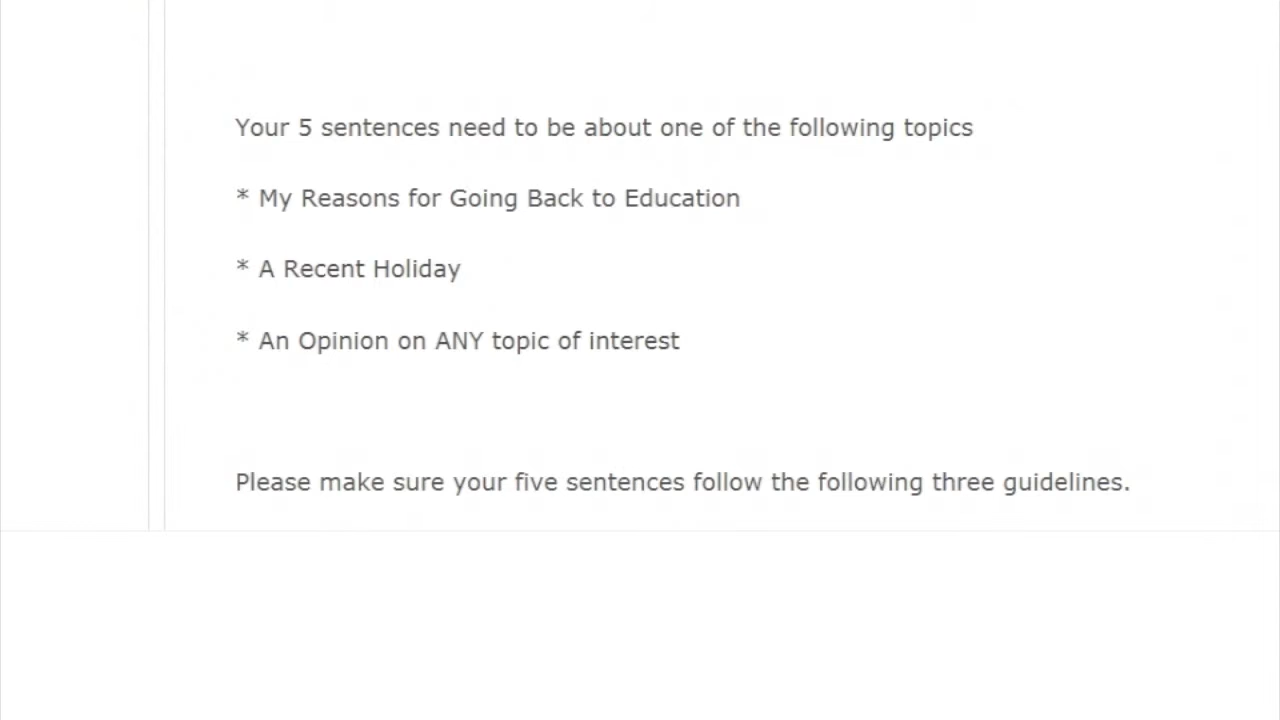 Your 5 sentences need to be about one of the following topics
* My Reasons for Going Back to Education
* A Recent Holiday
* An Opinion on ANY topic of interest
Please make sure your five sentences follow the following three guidelines.